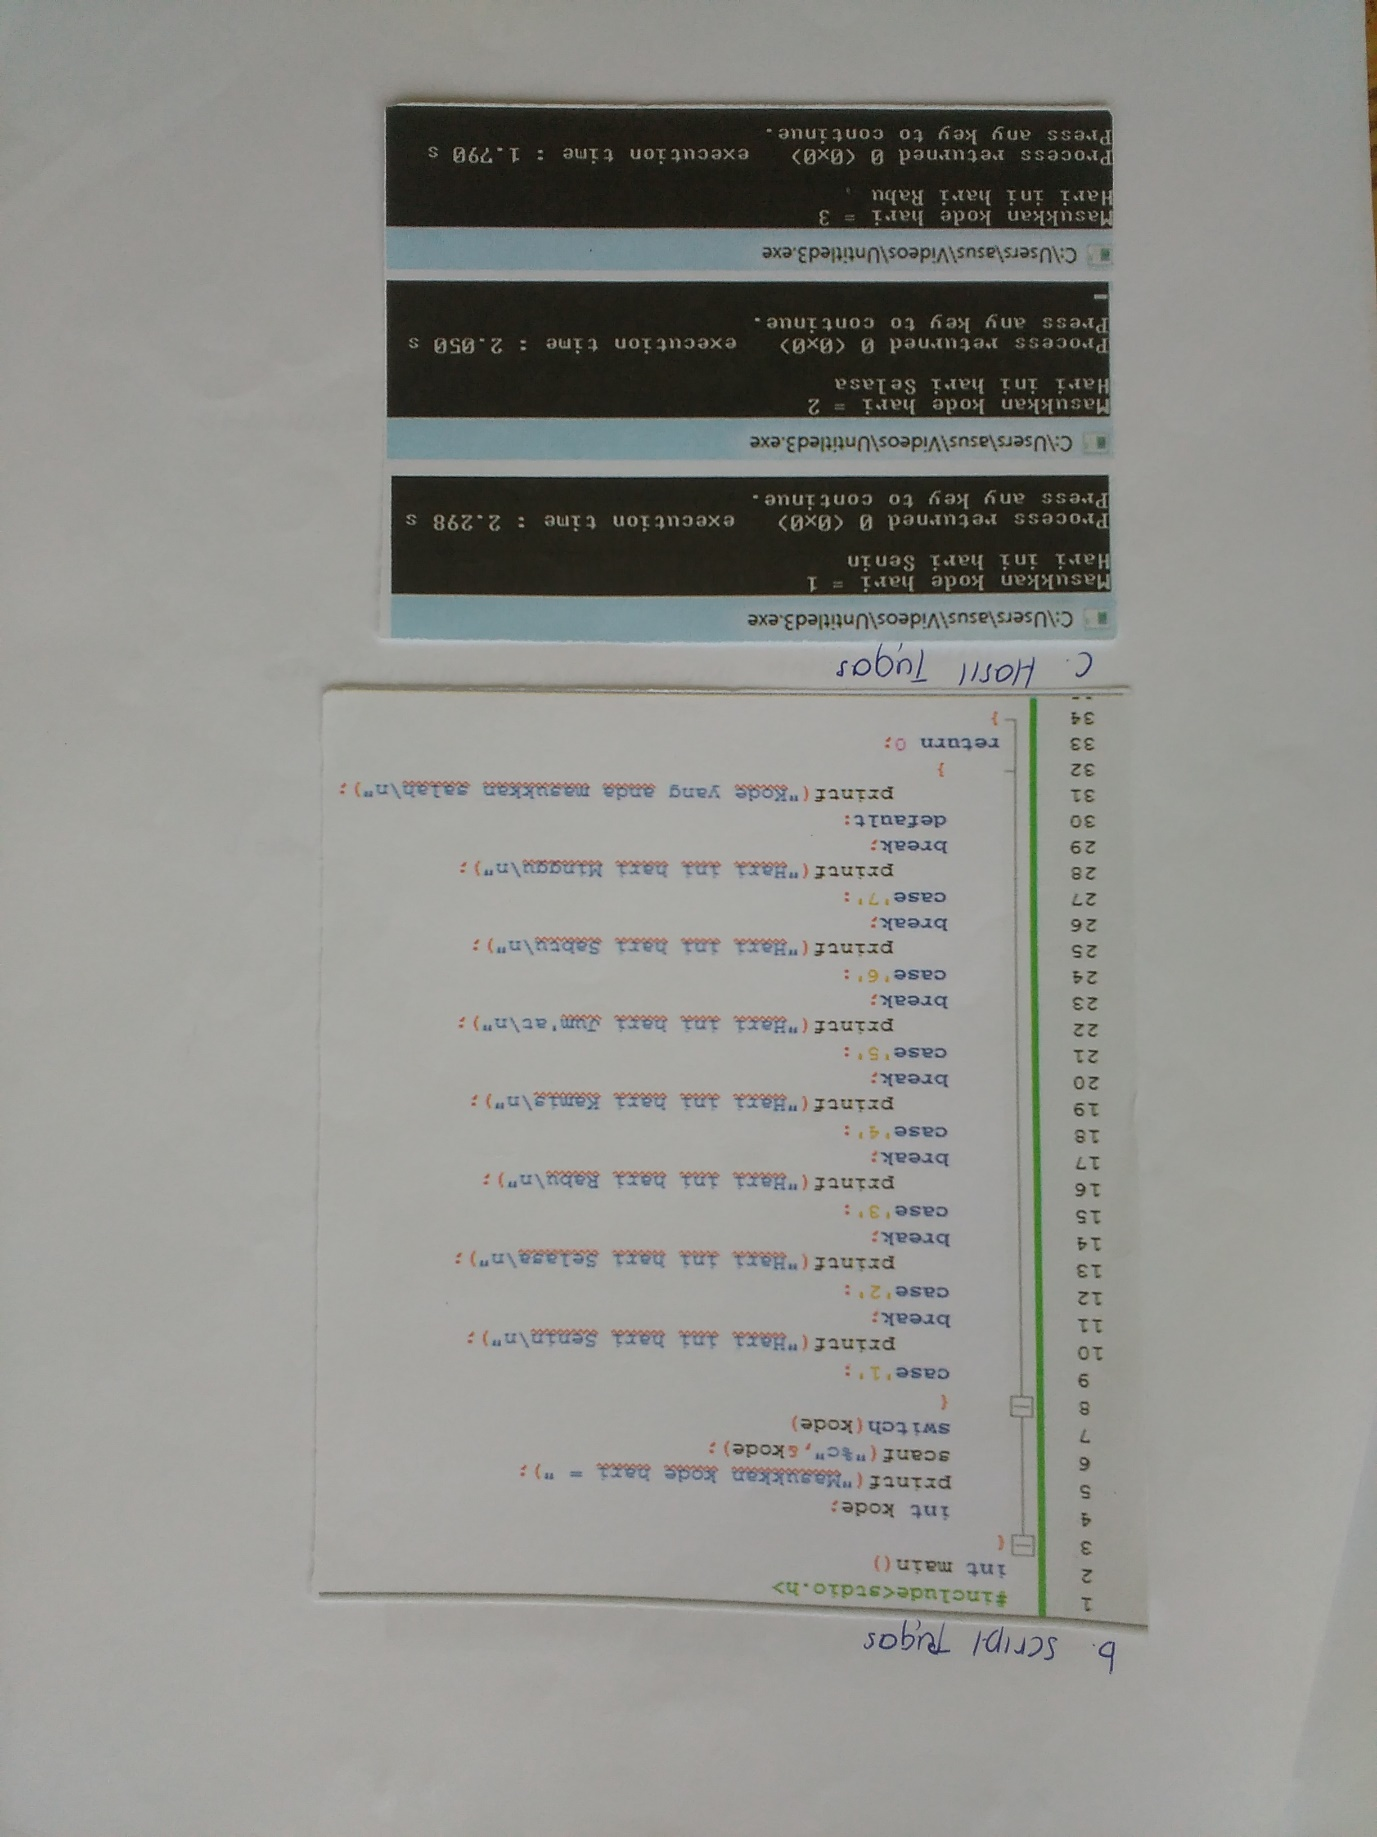 b. Script Tugas
1 #include<stdio.h>
2 int main()
3 {
4 int kode;
5 printf("Masukkan kode hari = ");
6 scanf("%c",&kode);
7 switch(kode)
8 {
9 case'1':
10 printf("Hari ini hari Senin\n");
11 break;
12 case'2':
13 printf("Hari ini hari Selasa\n");
14 break;
15 case'3':
16 printf("Hari ini hari Rabu\n");
17 break;
18 case'4':
19 printf("Hari ini hari Kamis\n");
20 break;
21 case'5':
22 printf("Hari ini hari Jum'at\n");
23 break;
24 case'6':
25 printf("Hari ini hari Sabtu\n");
26 break;
27 case'7':
28 printf("Hari ini hari Minggu\n");
29 break;
30 default:
31 printf("Kode yang anda masukkan salah\n");
32 }
33 return 0;
34 }
C. Hasil Tugas
C:\Users\asus\Videos\Untitled3.exe
Masukkan kode hari = 1
Hari ini hari Senin
Process returned 0 (0x0) execution time : 2.298 s
Press any key to continue.
C:\Users\asus\Videos\Untitled3.exe
Masukkan kode hari = 2
Hari ini hari Selasa
Process returned 0 (0x0) execution time : 2.050 s
Press any key to continue.
C:\Users\asus\Videos\Untitled3.exe
Masukkan kode hari = 3
Hari ini hari Rabu
Process returned 0 (0x0) execution time : 1.790 s
Press any key to continue.